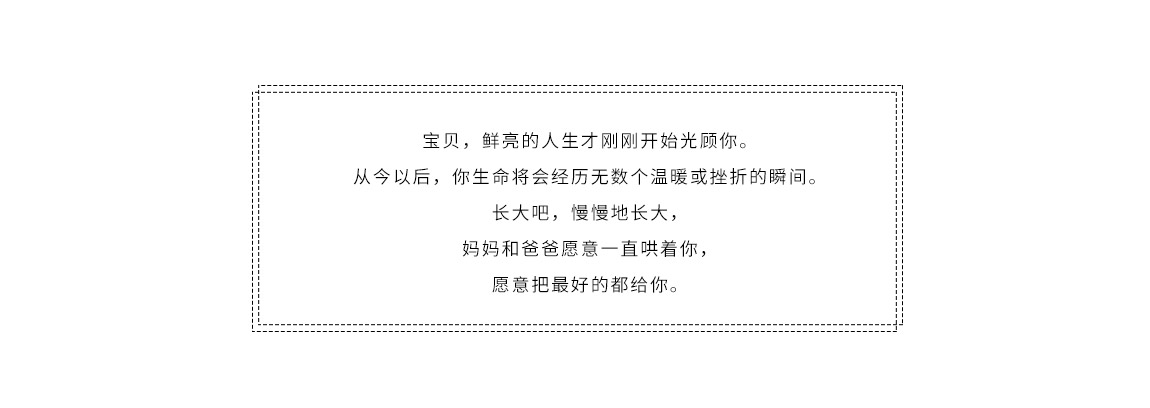 宝贝，鲜亮的人生才刚刚开始光顾你。
从今以后，你生命将会经历无数个温暖或挫折的瞬间。
长大吧，慢慢地长大，
妈妈和爸爸愿意一直哄着你，
愿意把最好的都给你。